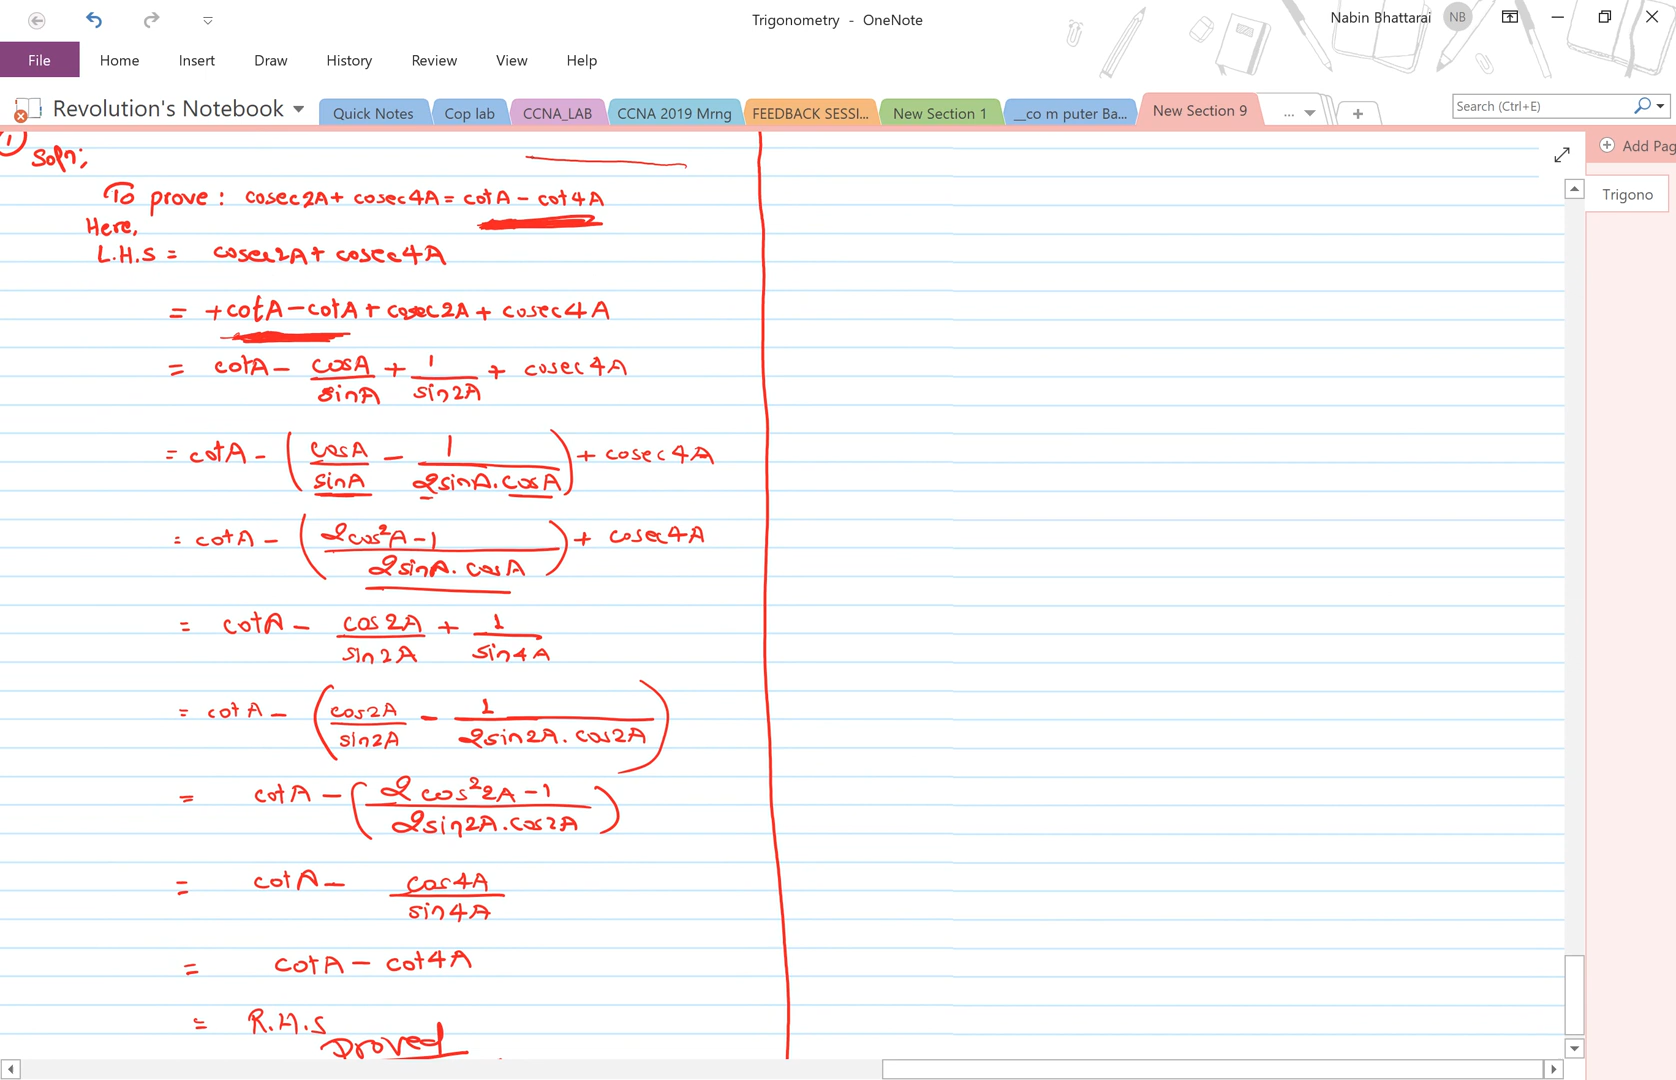 Trigonometry - OneNote
Nabin Bhattarai NB
File Home Insert Draw History Review View Help
Revolution's Notebook
Quick Notes Cop lab CCNA_LAB CCNA 2019 Mrng FEEDBACK SESSI... New Section 1 __co m puter Ba... New Section 9 ...
Search (Ctrl+E)
Add Pag
Trigono
① Soln;
To prove : cosec2A + cosec4A = cotA - cot4A
Here,
L.H.S = cosec2A + cosec4A
= +cotA - cotA + cosec2A + cosec4A
= cotA - cosA/sinA + 1/sin2A + cosec4A
= cotA - (cosA/sinA - 1/2sinA.cosA) + cosec4A
= cotA - (2cos²A - 1/2sinA.cosA) + cosec4A
= cotA - cos2A/sin2A + 1/sin4A
= cotA - (cos2A/sin2A - 1/2sin2A.cos2A)
= cotA - (2cos²2A - 1/2sin2A.cos2A)
= cotA - cos4A/sin4A
= cotA - cot4A
= R.H.S
Proved